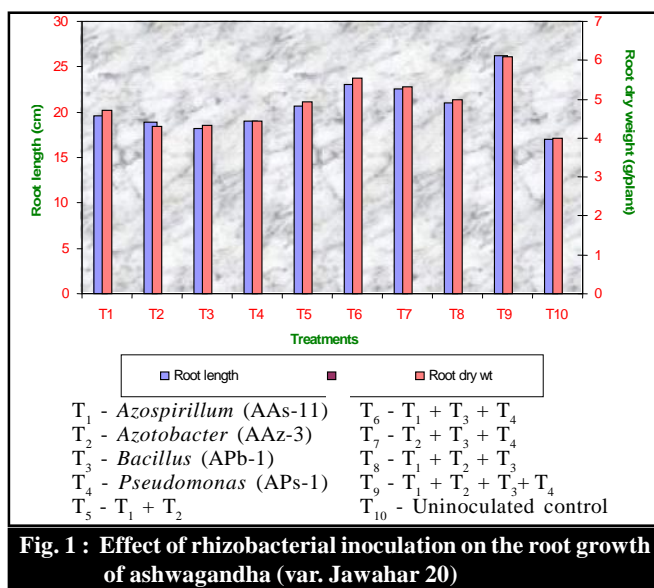 30
25
20
15
10
5
0
Root length (cm)
7
6
5
4
3
2
1
0
Root dry weight (g/plant)
T1 T2 T3 T4 T5 T6 T7 T8 T9 T10
Treatments
Root length Root dry wt
T₁ - Azospirillum (AAs-11)
T₂ - Azotobacter (AAz-3)
T₃ - Bacillus (APb-1)
T₄ - Pseudomonas (APs-1)
T₅ - T₁ + T₂
T₆ - T₁ + T₃ + T₄
T₇ - T₂ + T₃ + T₄
T₈ - T₁ + T₂ + T₃
T₉ - T₁ + T₂ + T₃+ T₄
T₁₀ - Uninoculated control
Fig. 1 : Effect of rhizobacterial inoculation on the root growth
of ashwagandha (var. Jawahar 20)